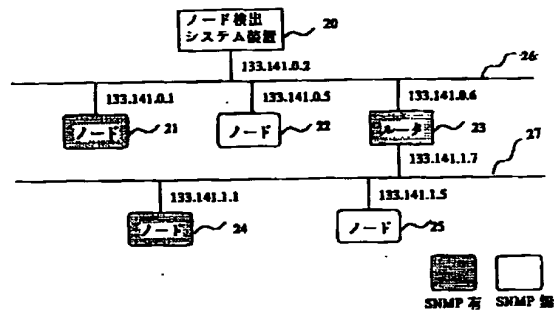 ノード検出
システム装置
20
26
133.141.0.2
133.141.0.1
133.141.0.5
133.141.0.6
ノード
21
ノード
22
ルータ
23
27
133.141.1.7
133.141.1.1
133.141.1.5
ノード
24
ノード
25
SNMP 有
SNMP 無